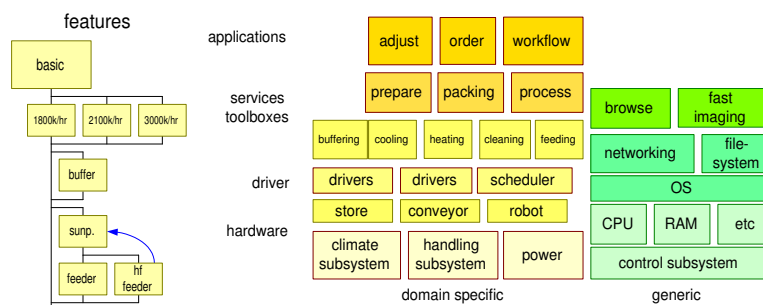 features
basic
1800k/hr 2100k/hr 3000k/hr
buffer
sunp.
feeder hf
feeder
applications
services
toolboxes
driver
hardware
adjust order workflow
prepare packing process
buffering cooling heating cleaning feeding
drivers drivers scheduler
store conveyor robot
climate
subsystem
handling
subsystem
power
domain specific
browse fast
imaging
networking file-
system
OS
CPU RAM etc
control subsystem
generic